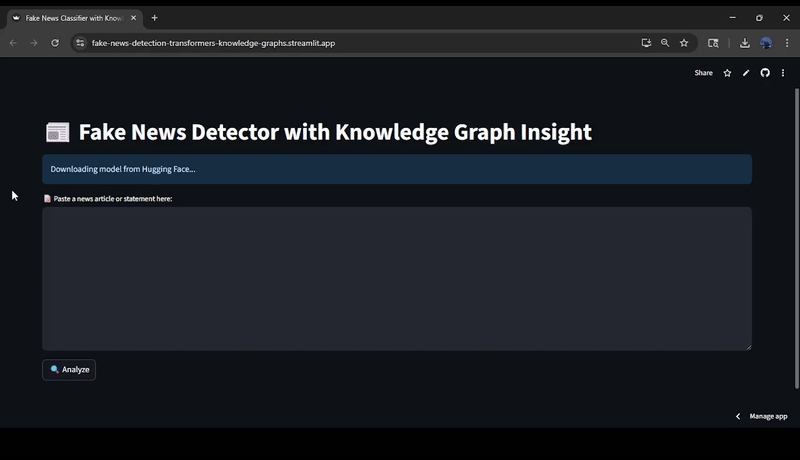 Fake News Classifier with Know
fake-news-detection-transformers-knowledge-graphs.streamlit.app
Share
Fake News Detector with Knowledge Graph Insight
Downloading model from Hugging Face...
Paste a news article or statement here:
Analyze
Manage app